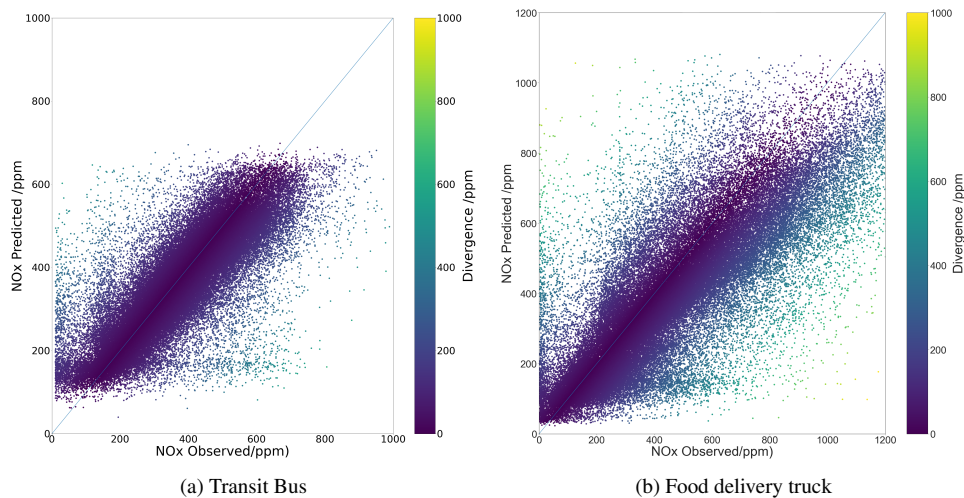 1000
800
600
400
200
0
NOx Predicted /ppm
0 200 400 600 800 1000
NOx Observed/ppm)
1000
800
600
400
200
0
Divergence /ppm
(a) Transit Bus
1200
1000
800
600
400
200
0
NOx Predicted /ppm
0 200 400 600 800 1000 1200
NOx Observed/ppm)
1000
800
600
400
200
0
Divergence /ppm
(b) Food delivery truck